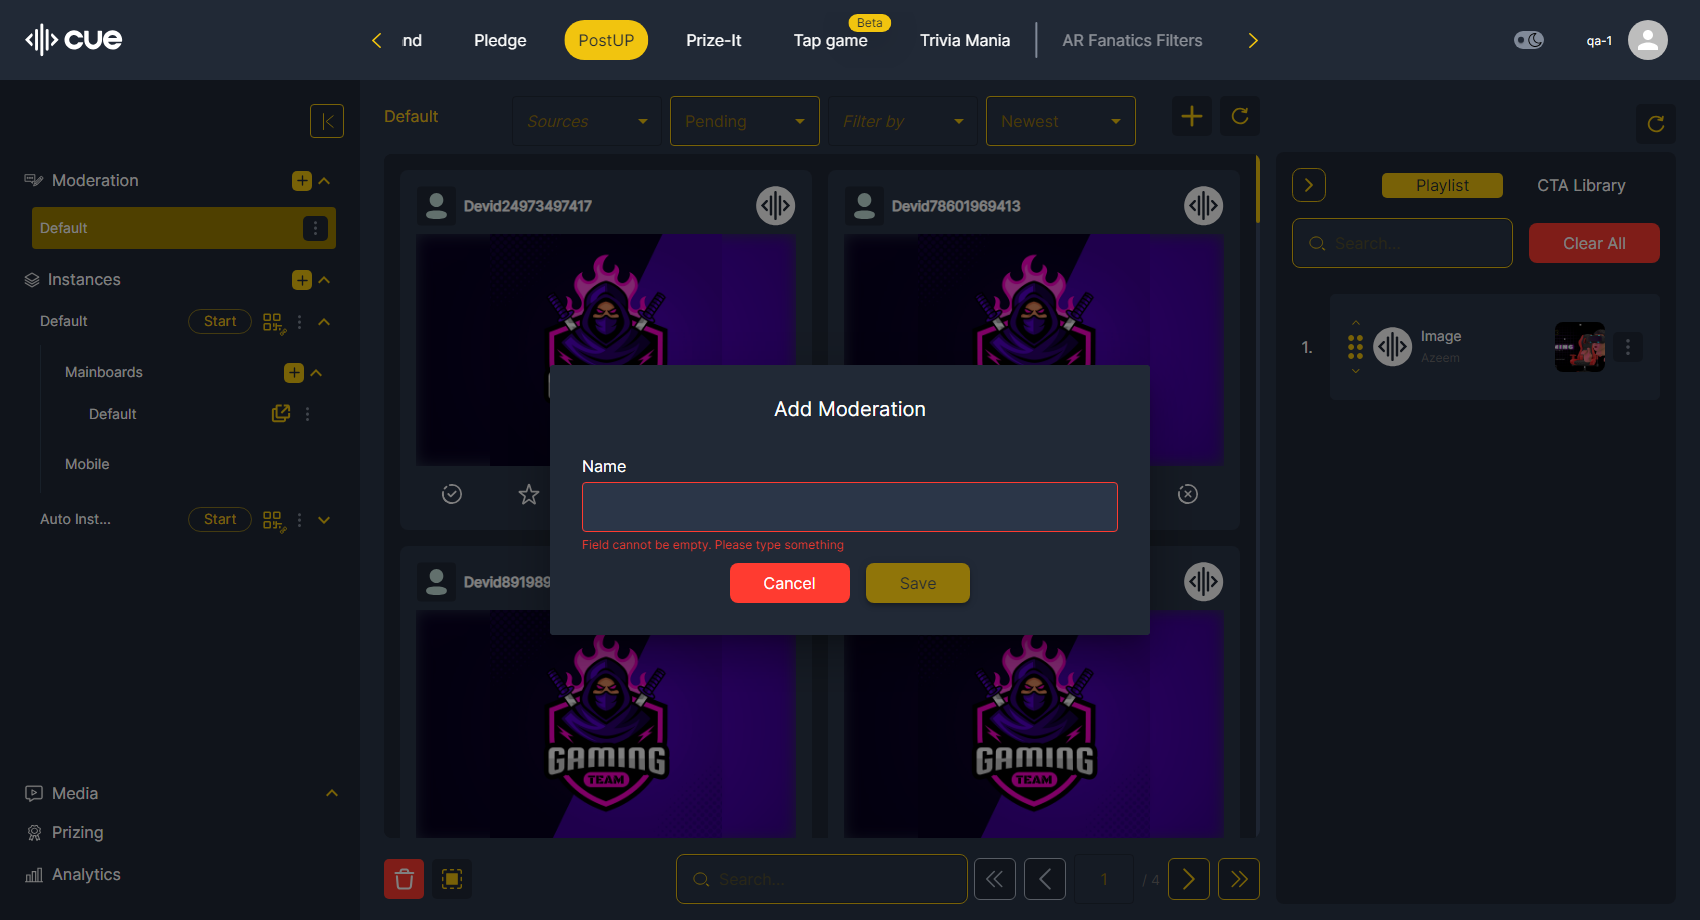 cue
nd
Pledge
PostUP
Prize-It
Tap game
Beta
Trivia Mania
AR Fanatics Filters
qa-1
Moderation
Default
Instances
Default
Start
Mainboards
Default
Mobile
Auto Inst...
Start
Media
Prizing
Analytics
Default
Sources
Pending
Filter by
Newest
Devid24973497417
Devid78601969413
Devid891989
GAMING
TEAM
GAMING
TEAM
Search...
1
/ 4
Add Moderation
Name
Field cannot be empty. Please type something
Cancel
Save
Playlist
CTA Library
Search...
Clear All
1.
Image
Azeem